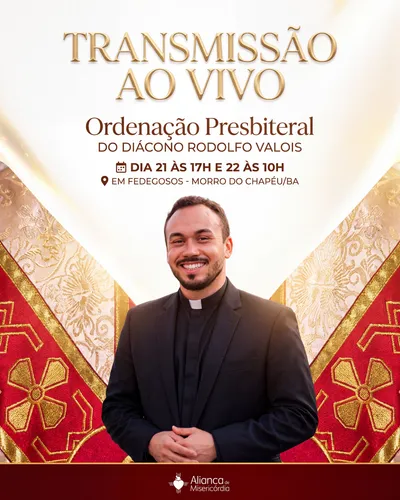 TRANSMISSÃO
AO VIVO
Ordenação Presbiteral
DO DIÁCONO RODOLFO VALOIS
DIA 21 ÀS 17H E 22 ÀS 10H
EM FEDEGOSOS - MORRO DO CHAPÉU/BA
Aliança de
Misericórdia